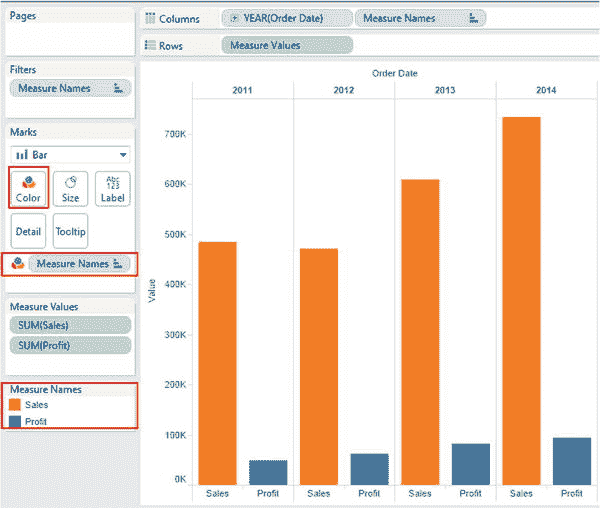 Pages
Columns
YEAR(Order Date)
Measure Names
Rows
Measure Values
Filters
Measure Names
Marks
Bar
Color
Size
Abc
123
Label
Detail
Tooltip
Measure Names
Measure Values
SUM(Sales)
SUM(Profit)
Measure Names
Sales
Profit
Order Date
2011 2012 2013 2014
Value
700K
600K
500K
400K
300K
200K
100K
0K
Sales Profit Sales Profit Sales Profit Sales Profit